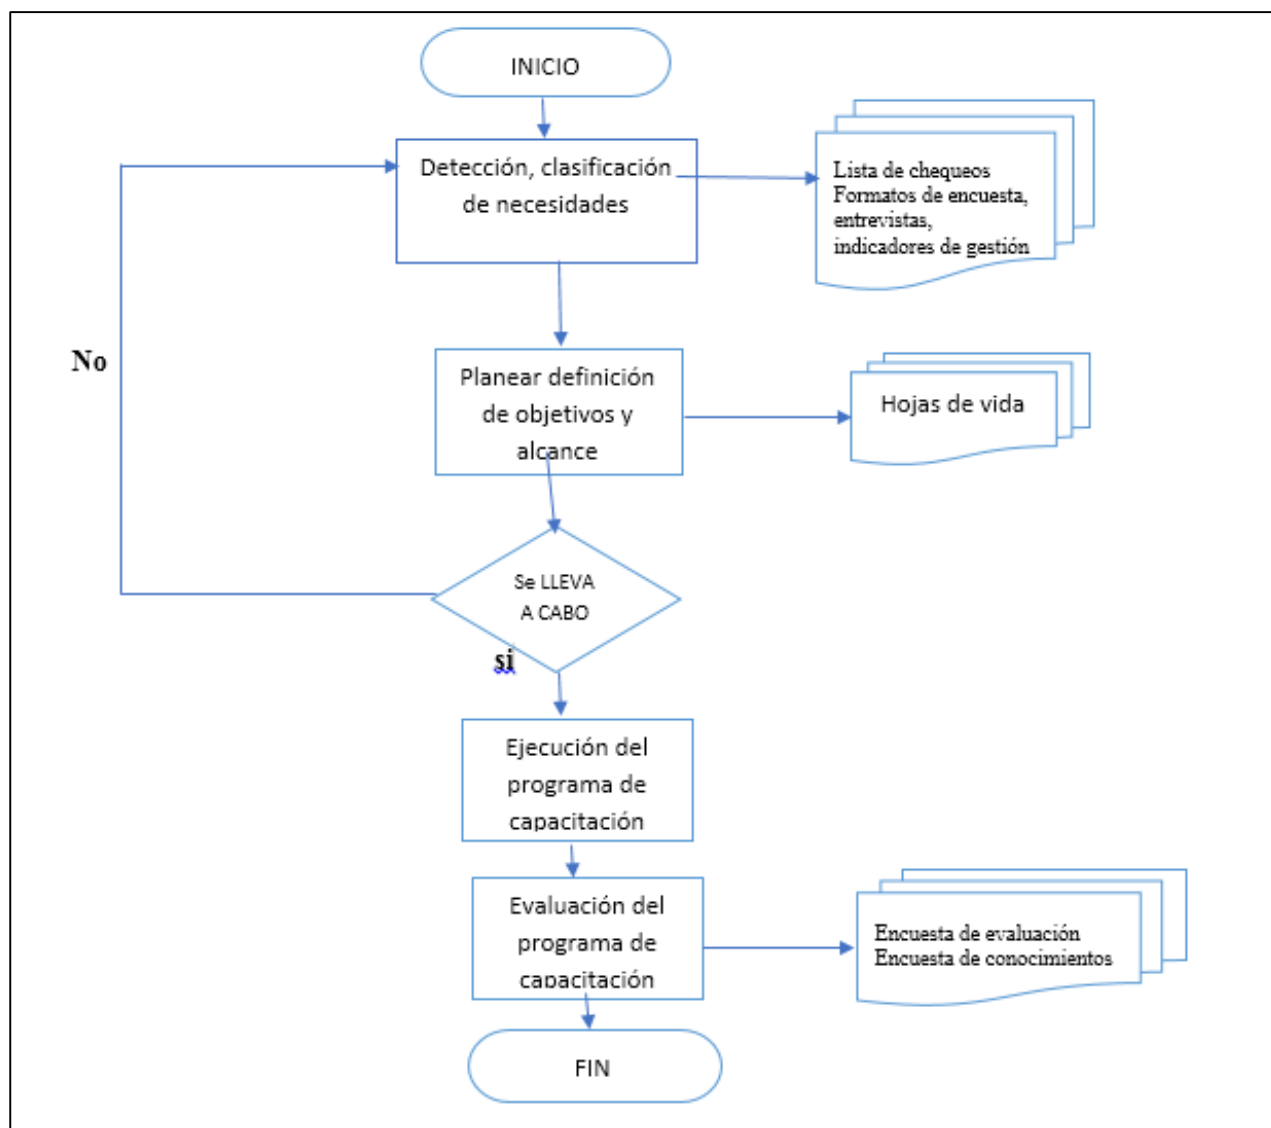 INICIO
Detección, clasificación
de necesidades
Lista de chequeos
Formatos de encuesta,
entrevistas,
indicadores de gestión
No
Planear definición
de objetivos y
alcance
Hojas de vida
Se LLEVA
A CABO
si
Ejecución del
programa de
capacitación
Evaluación del
programa de
capacitación
Encuesta de evaluación
Encuesta de conocimientos
FIN